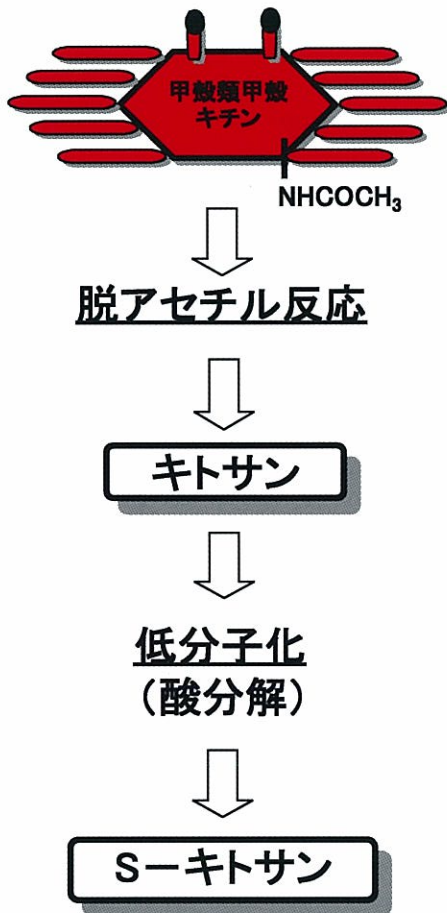 甲殻類甲殻
キチン
NHCOCH₃
脱アセチル反応
キトサン
低分子化
（酸分解）
S－キトサン